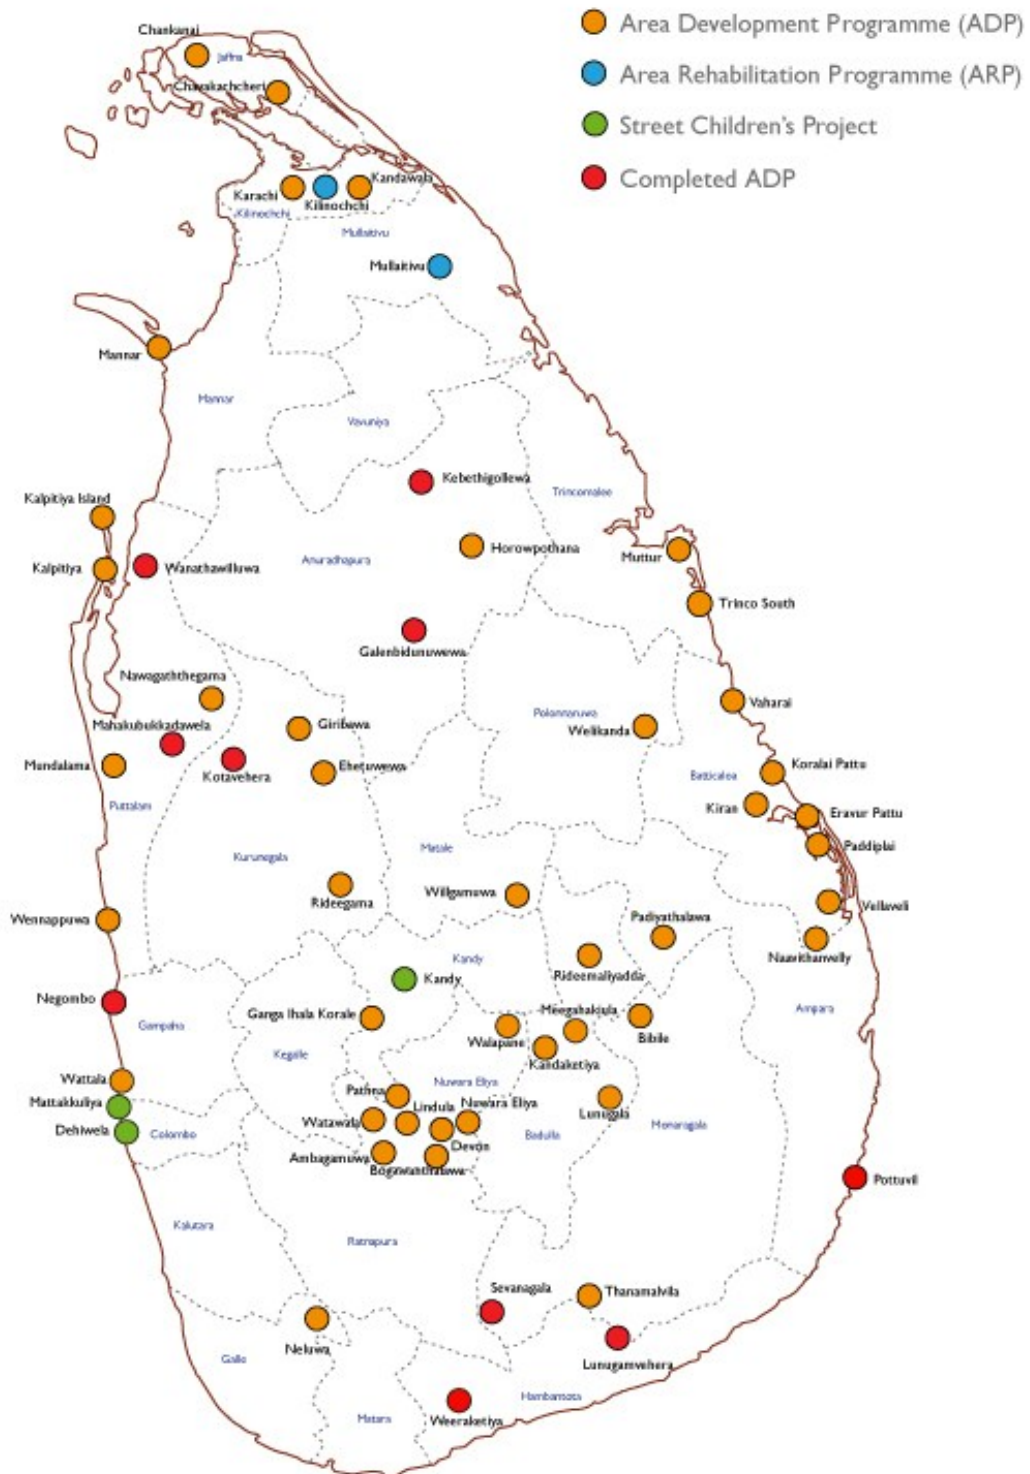 Area Development Programme (ADP)
Area Rehabilitation Programme (ARP)
Street Children's Project
Completed ADP
Chankanai
Jaffna
Chavakachcheri
Karachi
Kilinochchi
Kandawala
Kilinochchi
Mullaitivu
Mullaitivu
Mannar
Mannar
Vavuniya
Kebethigollewa
Trincomalee
Kalpitiya Island
Horowpothana
Muttur
Anuradhapura
Kalpitiya
Wanathawilluwa
Trinco South
Galenbidunuwewa
Nawagaththegama
Vaharai
Polonnaruwa
Mahakubukkadawela
Giribawa
Welikanda
Mundalama
Kotavehera
Ehetuwewa
Koralai Pattu
Batticaloa
Puttalam
Kiran
Eravur Pattu
Paddiplai
Kurunegala
Matale
Rideegama
Willgamuwa
Vellaveli
Wennappuwa
Padiyathalawa
Naavithanvelly
Kandy
Kandy
Rideemaliyadda
Negombo
Ganga Ihala Korale
Meegahakiula
Ampara
Gampaha
Walapane
Bibile
Kegalle
Kandaketiya
Wattala
Nuwara Eliya
Pathna
Mattakkuliya
Lindula
Nuwara Eliya
Lunugala
Watawala
Dehiwela
Colombo
Devon
Badulla
Monaragala
Ambagamuwa
Bogawanthalawa
Pottuvil
Kalutara
Ratnapura
Sevanagala
Thanamalvila
Neluwa
Galle
Lunugamvehera
Hambantota
Matara
Weeraketiya